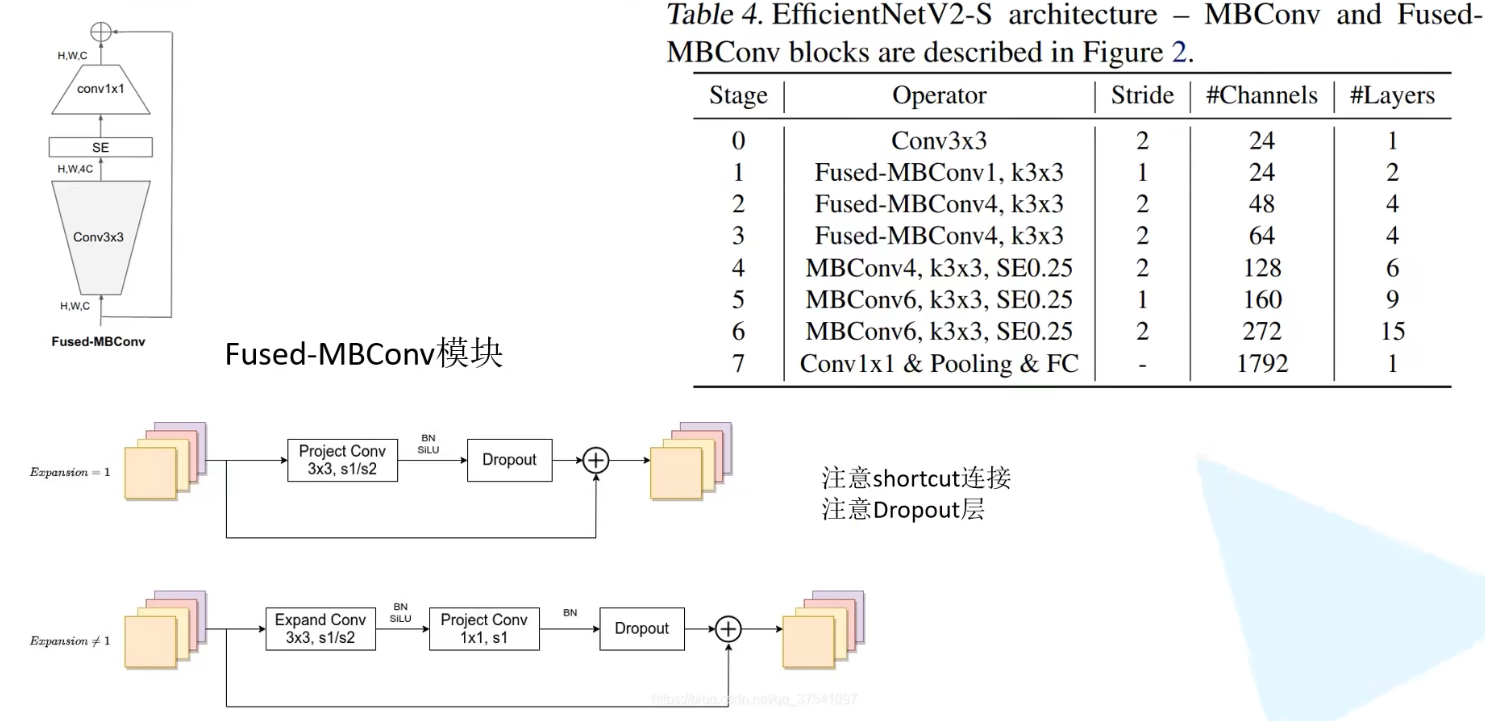 H,W,C
conv1x1
SE
H,W,4C
Conv3x3
H,W,C
Fused-MBConv
Fused-MBConv模块
Table 4. EfficientNetV2-S architecture – MBConv and Fused-
MBConv blocks are described in Figure 2.
Stage Operator Stride #Channels #Layers
0 Conv3x3 2 24 1
1 Fused-MBConv1, k3x3 1 24 2
2 Fused-MBConv4, k3x3 2 48 4
3 Fused-MBConv4, k3x3 2 64 4
4 MBConv4, k3x3, SE0.25 2 128 6
5 MBConv6, k3x3, SE0.25 1 160 9
6 MBConv6, k3x3, SE0.25 2 272 15
7 Conv1x1 & Pooling & FC - 1792 1
Expansion = 1
Project Conv
3x3, s1/s2
BN
SiLU
Dropout
注意shortcut连接
注意Dropout层
Expansion ≠ 1
Expand Conv
3x3, s1/s2
BN
SiLU
Project Conv
1x1, s1
BN
Dropout
https://blog.csdn.net/qq_37541097